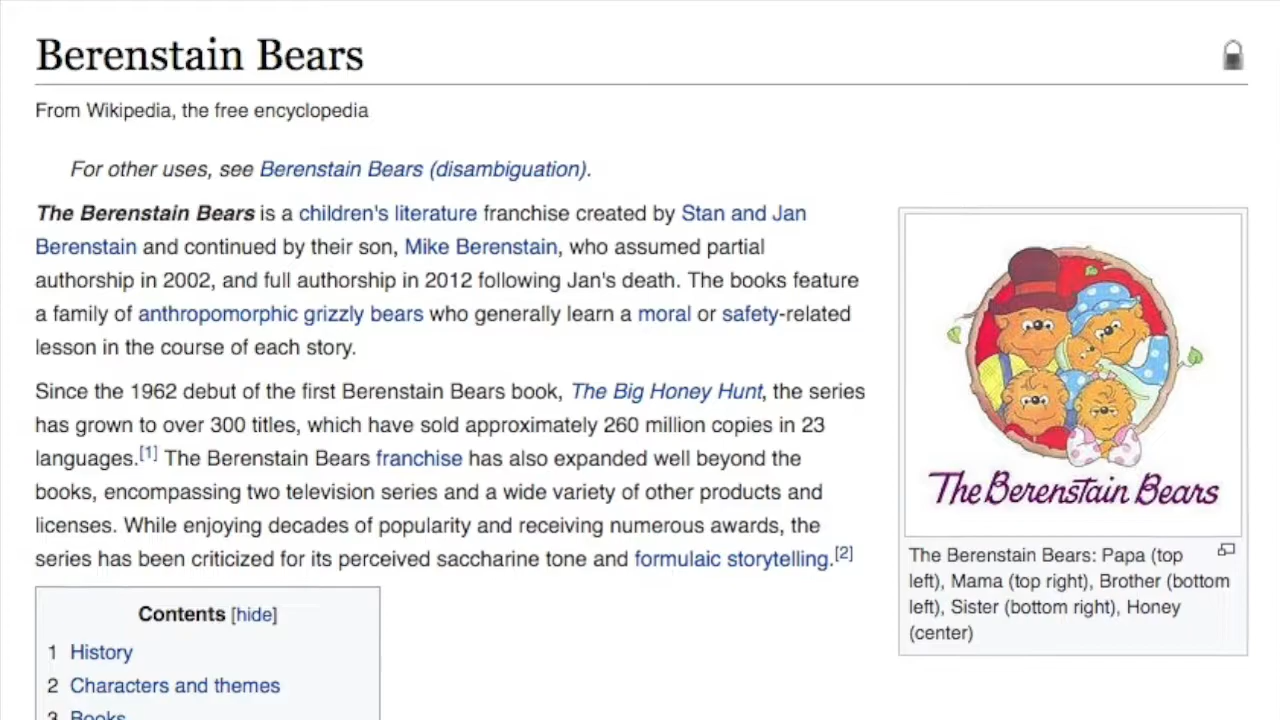 Berenstain Bears
From Wikipedia, the free encyclopedia
For other uses, see Berenstain Bears (disambiguation).
The Berenstain Bears is a children's literature franchise created by Stan and Jan
Berenstain and continued by their son, Mike Berenstain, who assumed partial
authorship in 2002, and full authorship in 2012 following Jan's death. The books feature
a family of anthropomorphic grizzly bears who generally learn a moral or safety-related
lesson in the course of each story.
Since the 1962 debut of the first Berenstain Bears book, The Big Honey Hunt, the series
has grown to over 300 titles, which have sold approximately 260 million copies in 23
languages.[1] The Berenstain Bears franchise has also expanded well beyond the
books, encompassing two television series and a wide variety of other products and
licenses. While enjoying decades of popularity and receiving numerous awards, the
series has been criticized for its perceived saccharine tone and formulaic storytelling.[2]
The Berenstain Bears
The Berenstain Bears: Papa (top
left), Mama (top right), Brother (bottom
left), Sister (bottom right), Honey
(center)
Contents [hide]
1 History
2 Characters and themes
3 Books